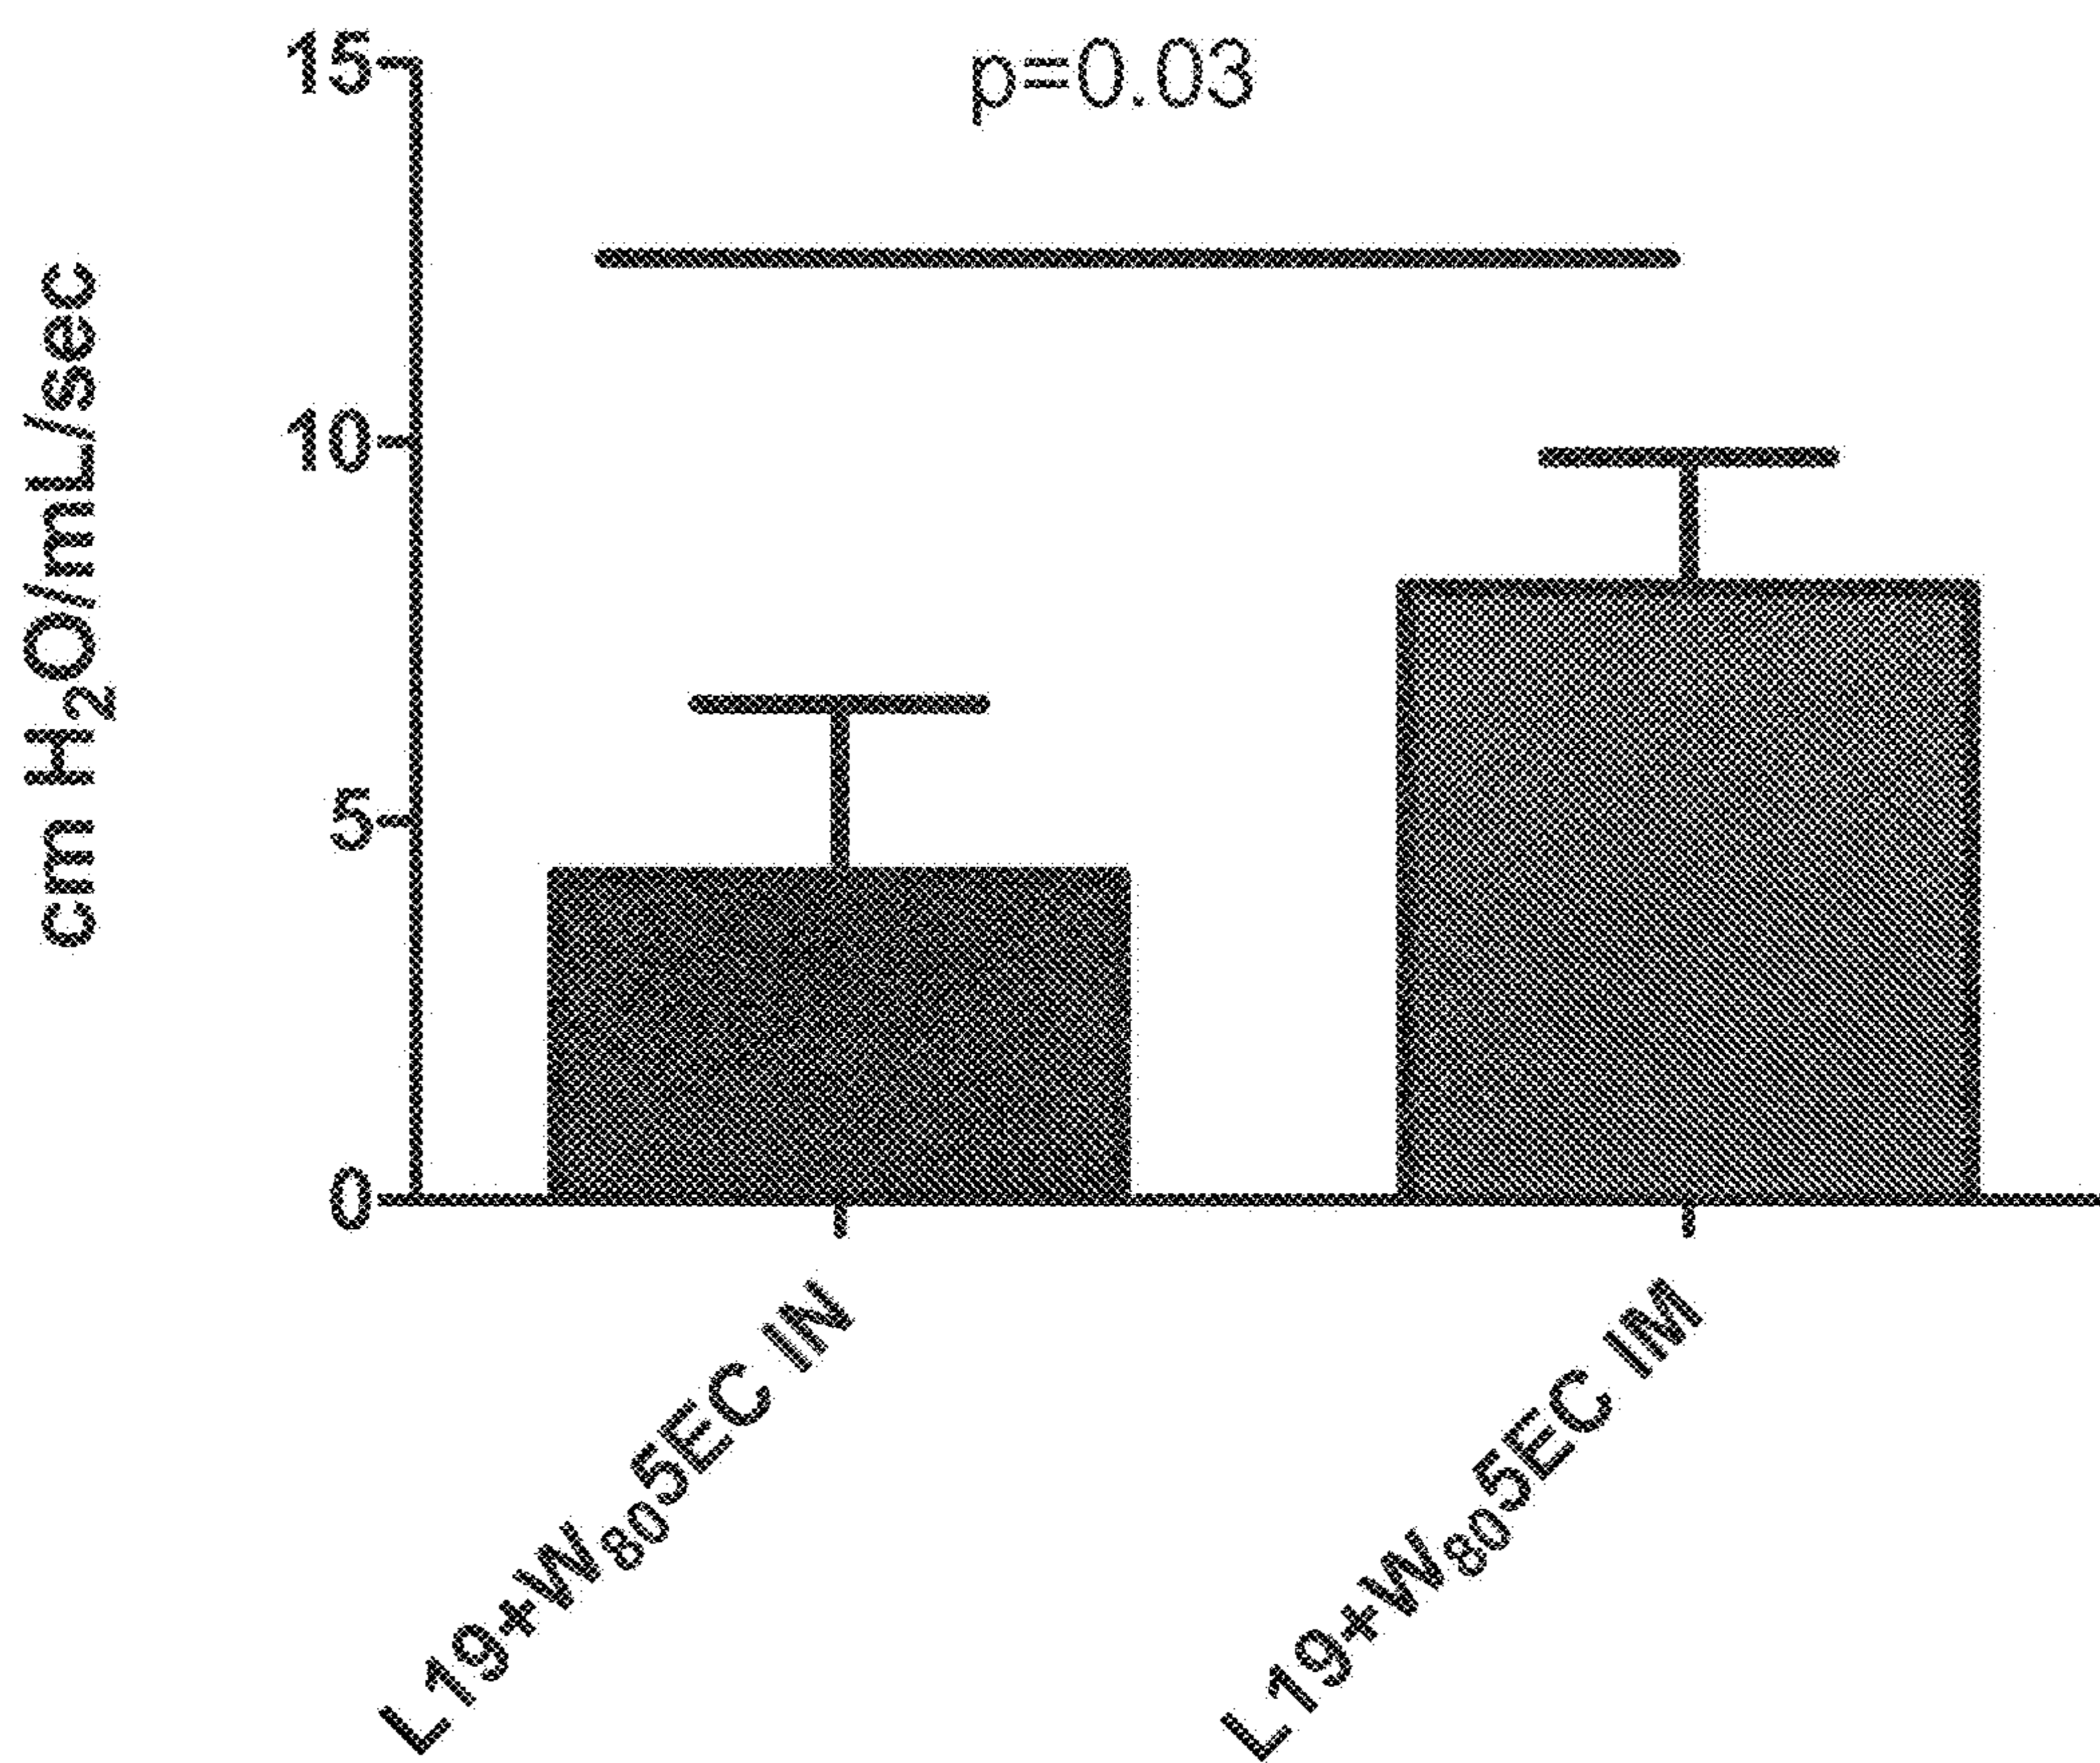 p=0.03
15
10
5
0
cm H₂O/mL/sec
L19+W₈₀5EC IN
L19+W₈₀5EC IM